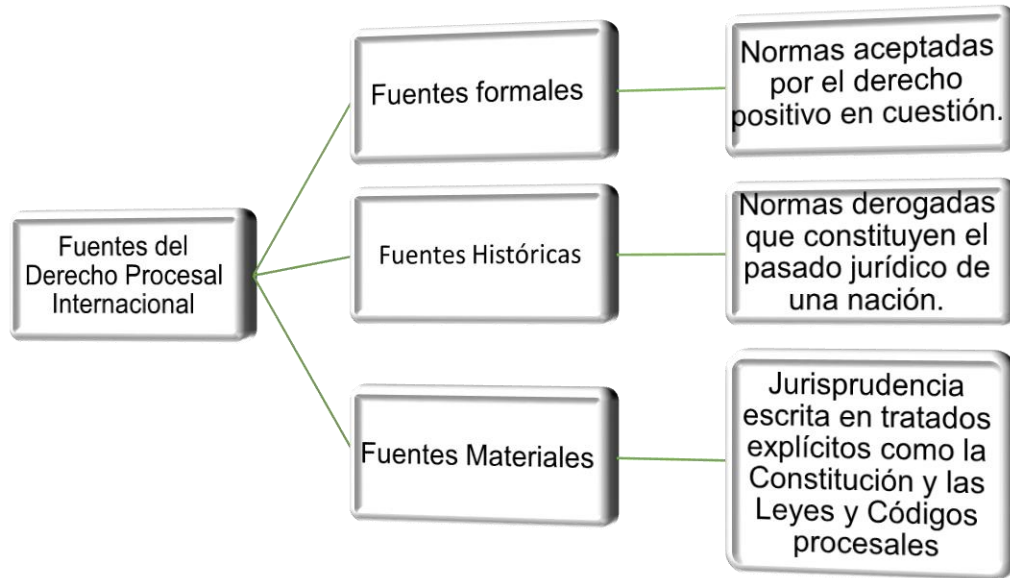 Fuentes del
Derecho Procesal
Internacional
Fuentes formales
Normas aceptadas
por el derecho
positivo en cuestión.
Fuentes Históricas
Normas derogadas
que constituyen el
pasado jurídico de
una nación.
Fuentes Materiales
Jurisprudencia
escrita en tratados
explícitos como la
Constitución y las
Leyes y Códigos
procesales